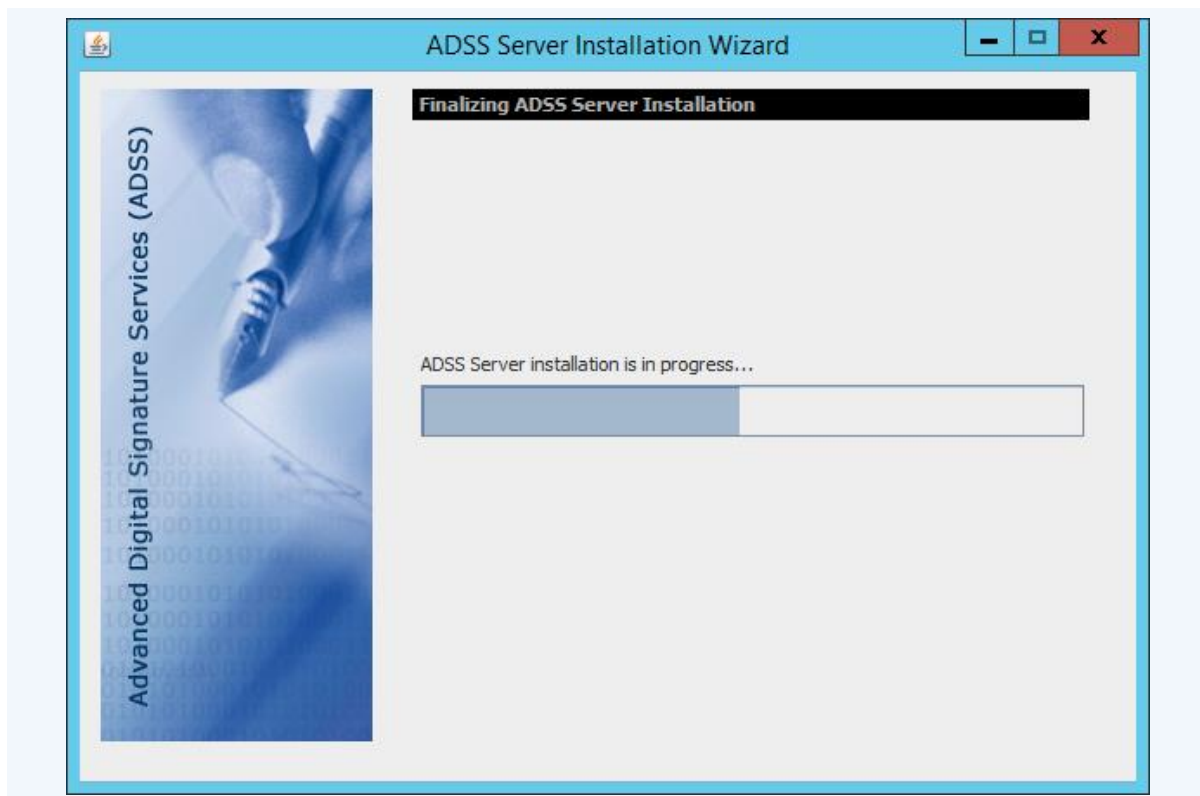 ADSS Server Installation Wizard
Finalizing ADSS Server Installation
Advanced Digital Signature Services (ADSS)
ADSS Server installation is in progress...